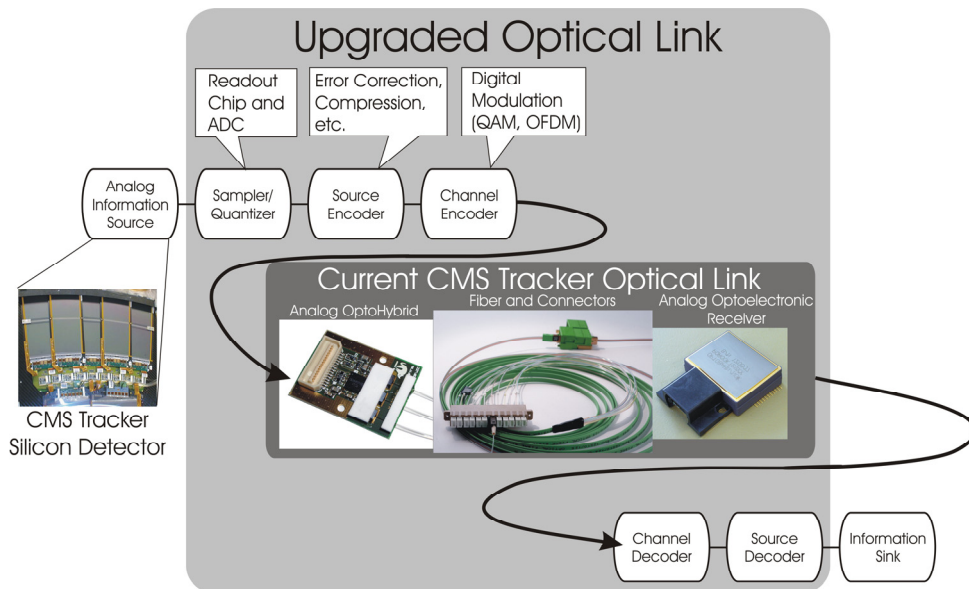 Upgraded Optical Link
Readout
Chip and
ADC
Error Correction,
Compression,
etc.
Digital
Modulation
(QAM, OFDM)
Analog
Information
Source
Sampler/
Quantizer
Source
Encoder
Channel
Encoder
Current CMS Tracker Optical Link
Analog OptoHybrid
Fiber and Connectors
Analog Optoelectronic
Receiver
CMS Tracker
Silicon Detector
Channel
Decoder
Source
Decoder
Information
Sink